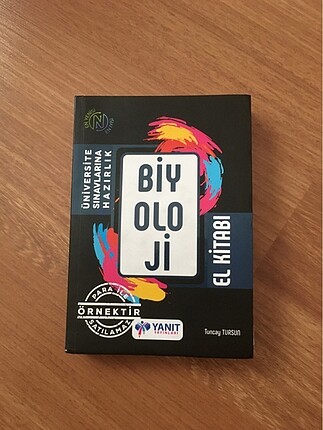 ÜNİVERSİTE
SINAVLARINA
HAZIRLIK
BİY
OLO
Jİ
EL KİTABI
PARA İLE
ÖRNEKTİR
SATILAMAZ
YANIT
YAYINLARI
Tuncay TURSUN